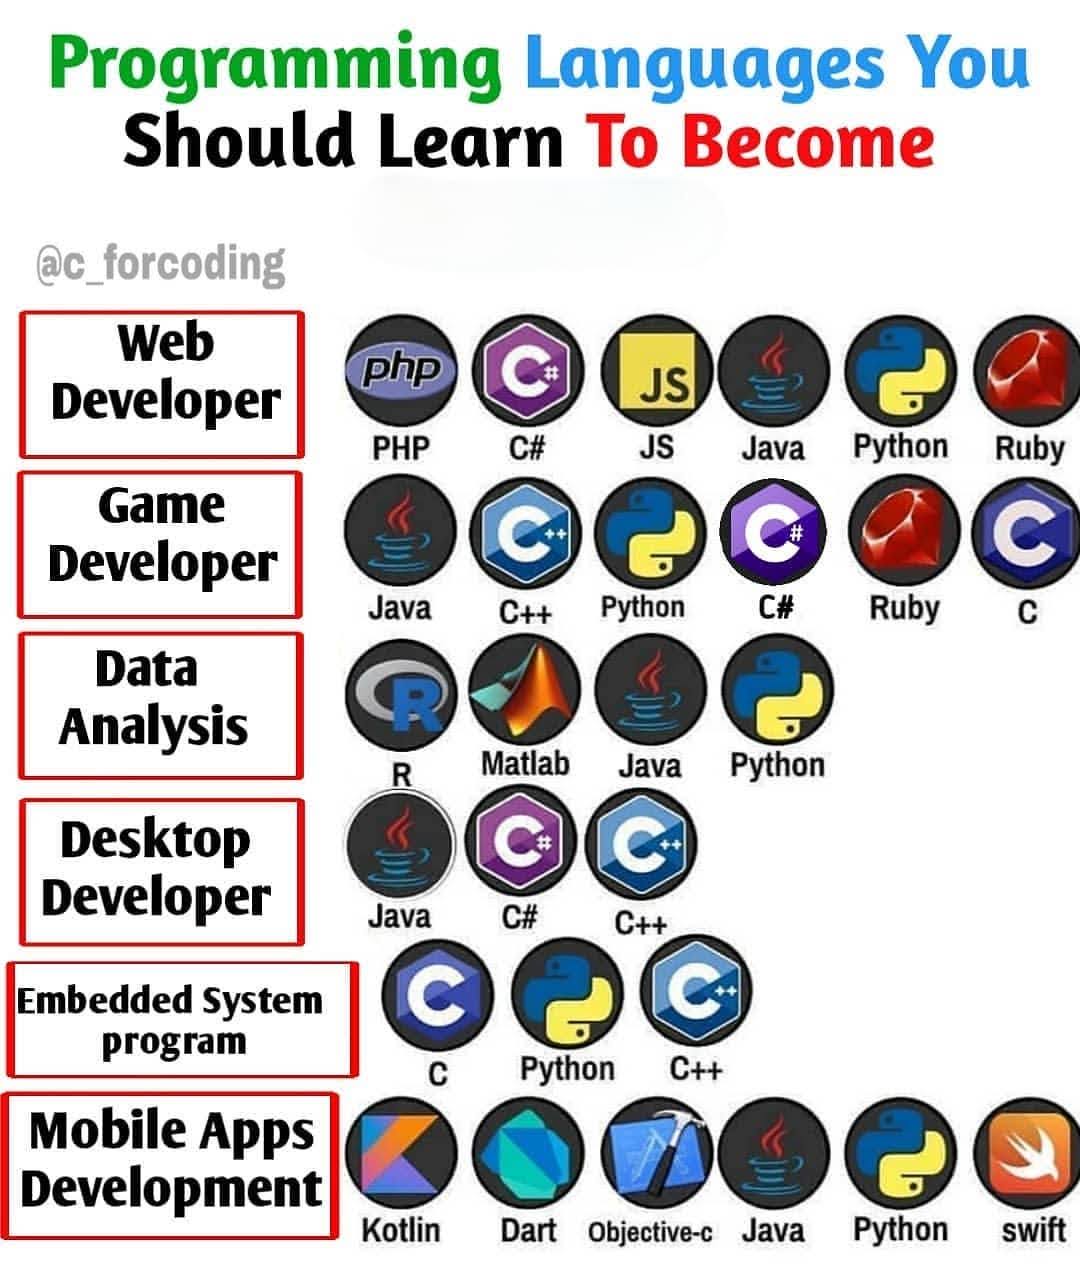 Programming Languages You
Should Learn To Become
@c_forcoding
Web
Developer
php
C#
JS
PHP
C#
JS
Java
Python
Ruby
Game
Developer
C++
C#
C
Java
C++
Python
C#
Ruby
C
Data
Analysis
R
R
Matlab
Java
Python
Desktop
Developer
C#
C++
Java
C#
C++
Embedded System
program
C
C++
C
Python
C++
Mobile Apps
Development
Kotlin
Dart
Objective-c
Java
Python
swift